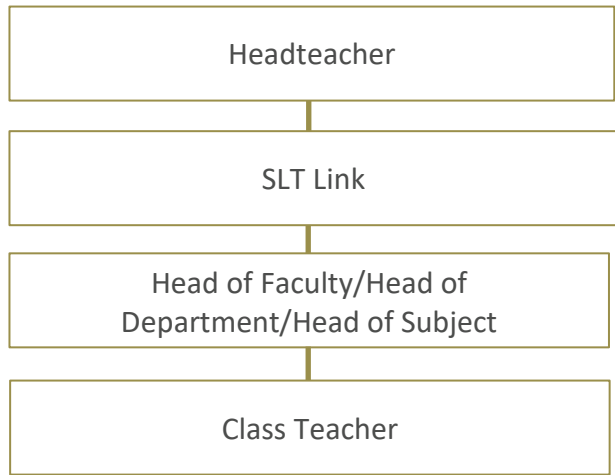 Headteacher
SLT Link
Head of Faculty/Head of
Department/Head of Subject
Class Teacher